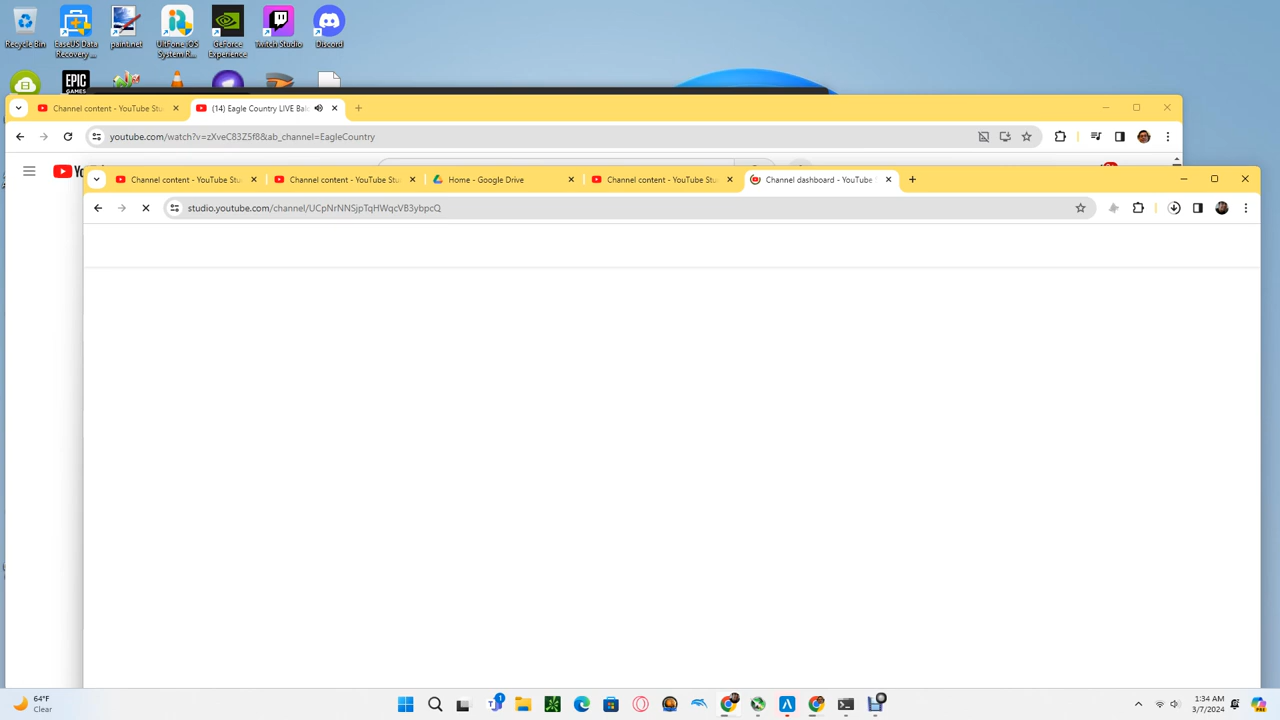 Recycle Bin
EaseUS Data
Recovery ...
paint.net
UltFone iOS
System R...
GeForce
Experience
Twitch Studio
Discord
EPIC
GAMES
Channel content - YouTube Stu
(14) Eagle Country LIVE Bal
youtube.com/watch?v=zXveC83Z5f8&ab_channel=EagleCountry
Channel content - YouTube Stu
Channel content - YouTube Stu
Home - Google Drive
Channel content - YouTube Stu
Channel dashboard - YouTube S
studio.youtube.com/channel/UCpNrNNSjpTqHWqcVB3ybpcQ
64°F
Clear
1
1:34 AM
3/7/2024